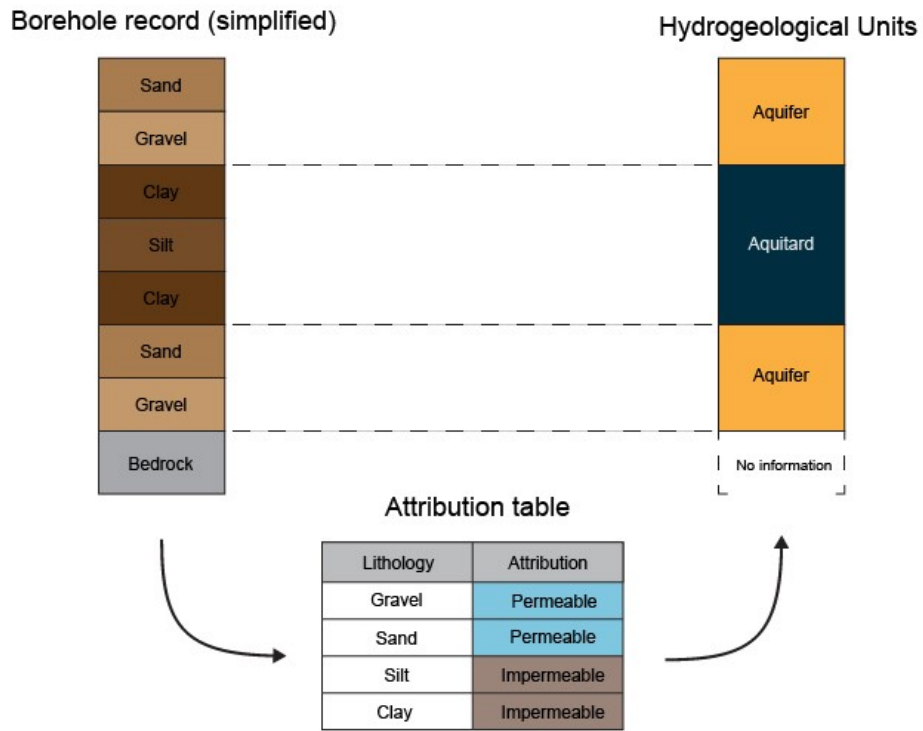 Borehole record (simplified)
Sand
Gravel
Clay
Silt
Clay
Sand
Gravel
Bedrock
Hydrogeological Units
Aquifer
Aquitard
Aquifer
No information
Attribution table
Lithology Attribution
Gravel Permeable
Sand Permeable
Silt Impermeable
Clay Impermeable